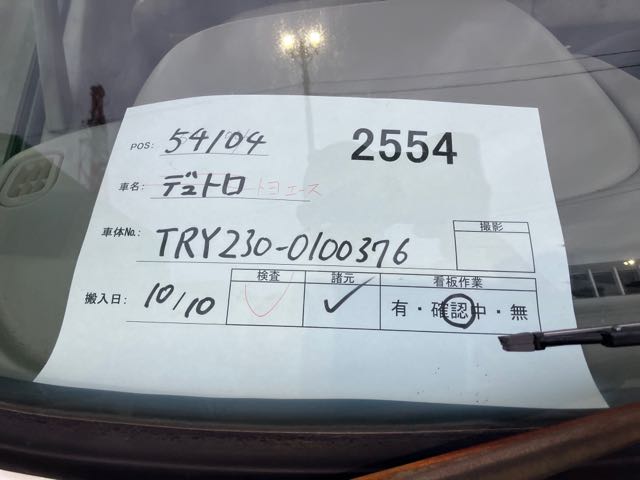 POS: 54104 2554
車名: デュトロ トヨエース
車体No.: TRY230-0100376
撮影
搬入日: 10/10
検査 諸元 看板作業
有・確認中・無